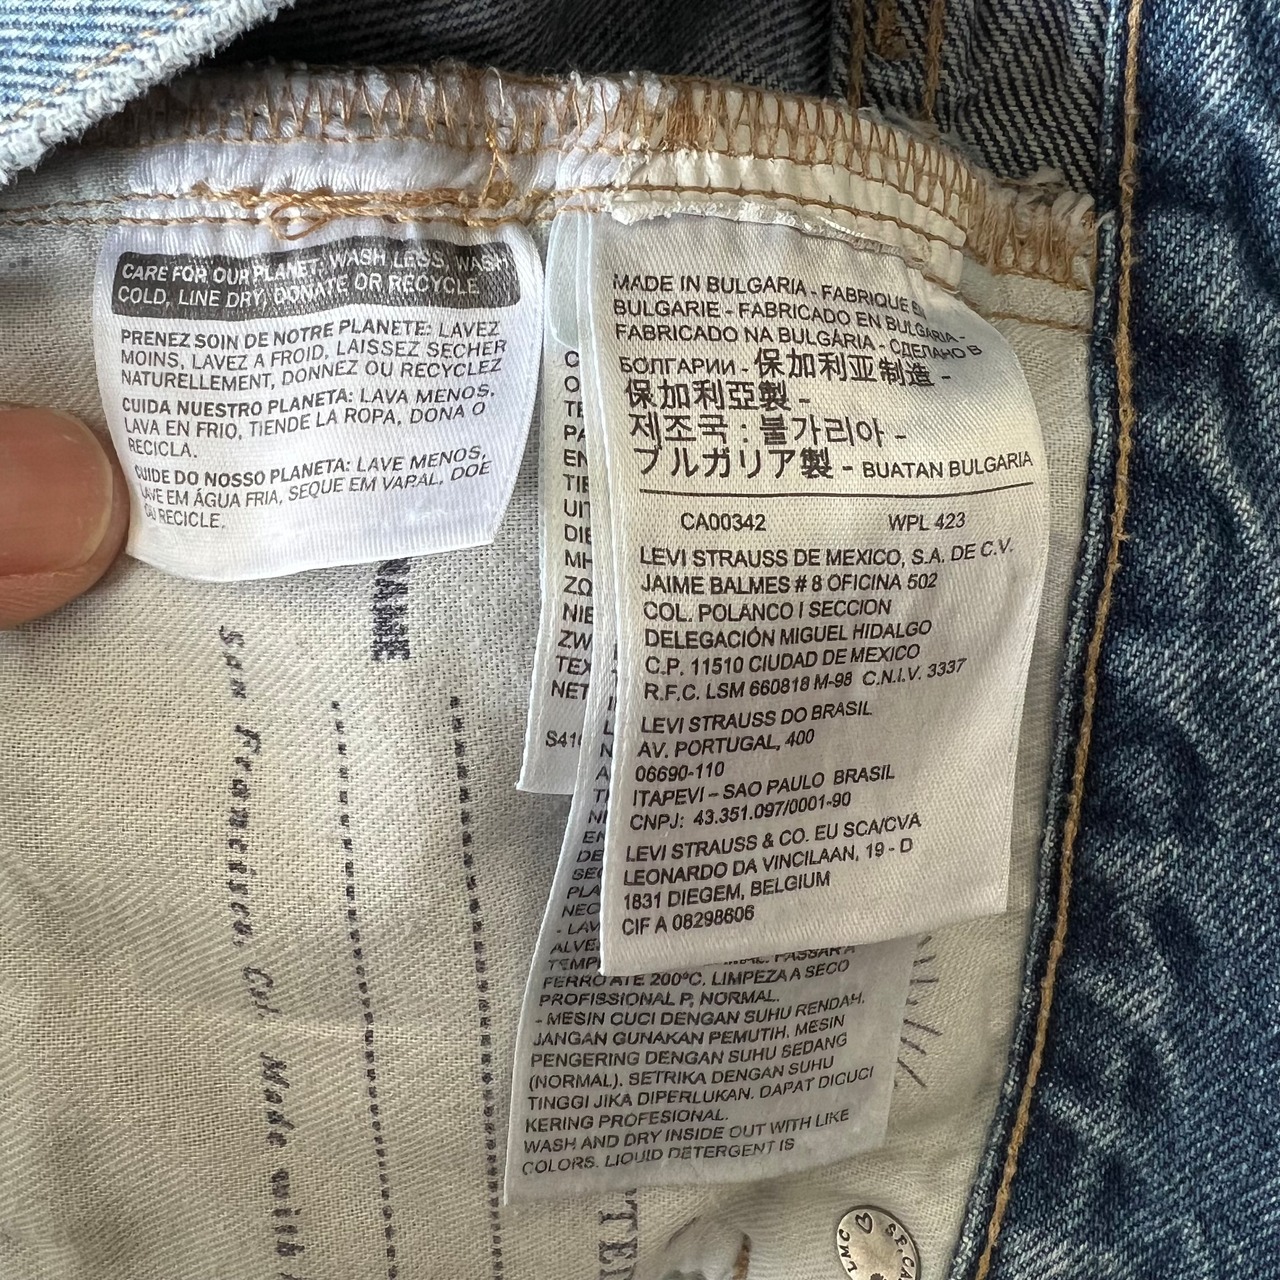 CARE FOR OUR PLANET: WASH LESS, WASH
COLD, LINE DRY, DONATE OR RECYCLE
PRENEZ SOIN DE NOTRE PLANETE: LAVEZ
MOINS, LAVEZ A FROID, LAISSEZ SECHER
NATURELLEMENT, DONNEZ OU RECYCLEZ
CUIDA NUESTRO PLANETA: LAVA MENOS,
LAVA EN FRIO, TIENDE LA ROPA, DONA O
RECICLA.
CUIDE DO NOSSO PLANETA: LAVE MENOS,
LAVE EM ÁGUA FRIA, SEQUE EM VARAL, DOE
OU RECICLE.
MADE IN BULGARIA - FABRIQUE EN
BULGARIE - FABRICADO EN BULGARIA -
FABRICADO NA BULGÁRIA - СДЕЛАНО В
БОЛГАРИИ - 保加利亚制造 -
保加利亞製 -
제조국 : 불가리아 -
ブルガリア製 - BUATAN BULGARIA
CA00342 WPL 423
LEVI STRAUSS DE MEXICO, S.A. DE C.V.
JAIME BALMES # 8 OFICINA 502
COL. POLANCO I SECCION
DELEGACIÓN MIGUEL HIDALGO
C.P. 11510 CIUDAD DE MEXICO
R.F.C. LSM 660818 M-98 C.N.I.V. 3337
LEVI STRAUSS DO BRASIL
AV. PORTUGAL, 400
06690-110
ITAPEVI – SAO PAULO BRASIL
CNPJ: 43.351.097/0001-90
LEVI STRAUSS & CO. EU SCA/CVA
LEONARDO DA VINCILAAN, 19 - D
1831 DIEGEM, BELGIUM
CIF A 08298606
PASSAR A
FERRO ATÉ 200ºC. LIMPEZA A SECO
PROFISSIONAL P, NORMAL.
- MESIN CUCI DENGAN SUHU RENDAH.
JANGAN GUNAKAN PEMUTIH. MESIN
PENGERING DENGAN SUHU SEDANG
(NORMAL). SETRIKA DENGAN SUHU
TINGGI JIKA DIPERLUKAN. DAPAT DICUCI
KERING PROFESIONAL.
WASH AND DRY INSIDE OUT WITH LIKE
COLORS. LIQUID DETERGENT IS
NAME
San Francisco, Cal Made with
LMC ♡ S.F. CA